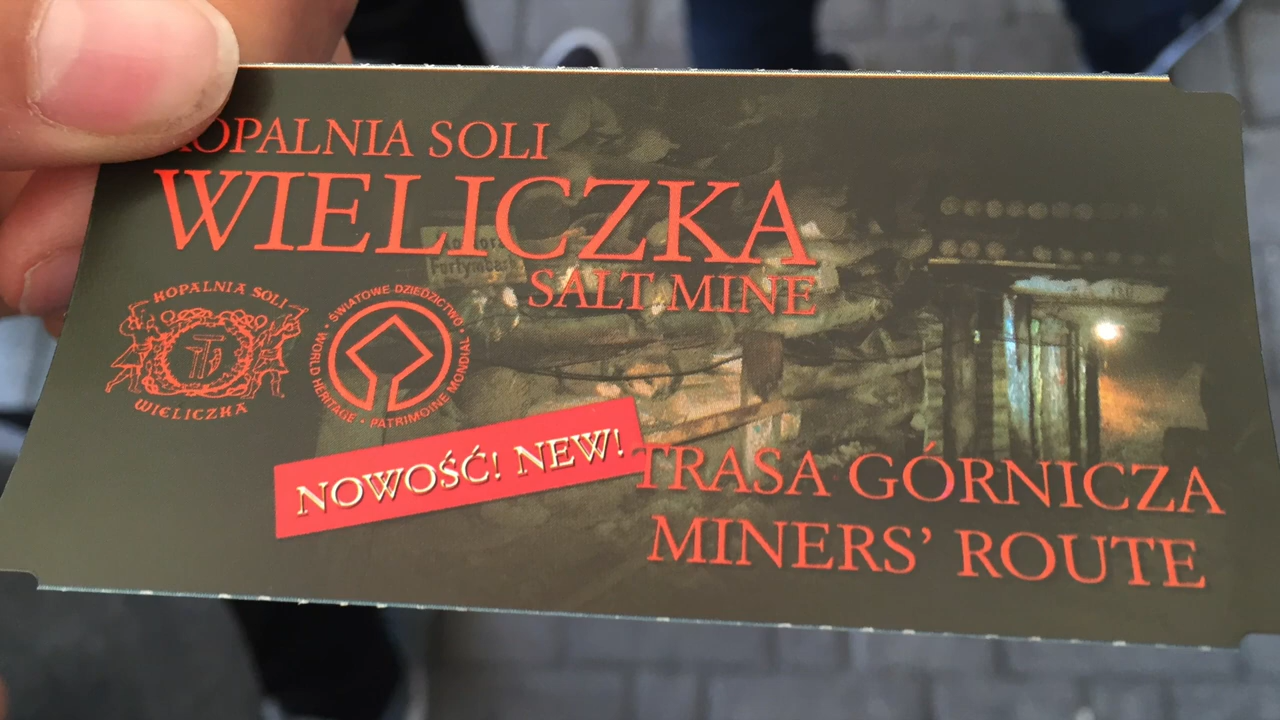 KOPALNIA SOLI
WIELICZKA
SALT MINE
KOPALNIA SOLI
WIELICZKA
ŚWIATOWE DZIEDZICTWO • WORLD HERITAGE • PATRIMOINE MONDIAL •
NOWOŚĆ! NEW!
TRASA GÓRNICZA
MINERS' ROUTE